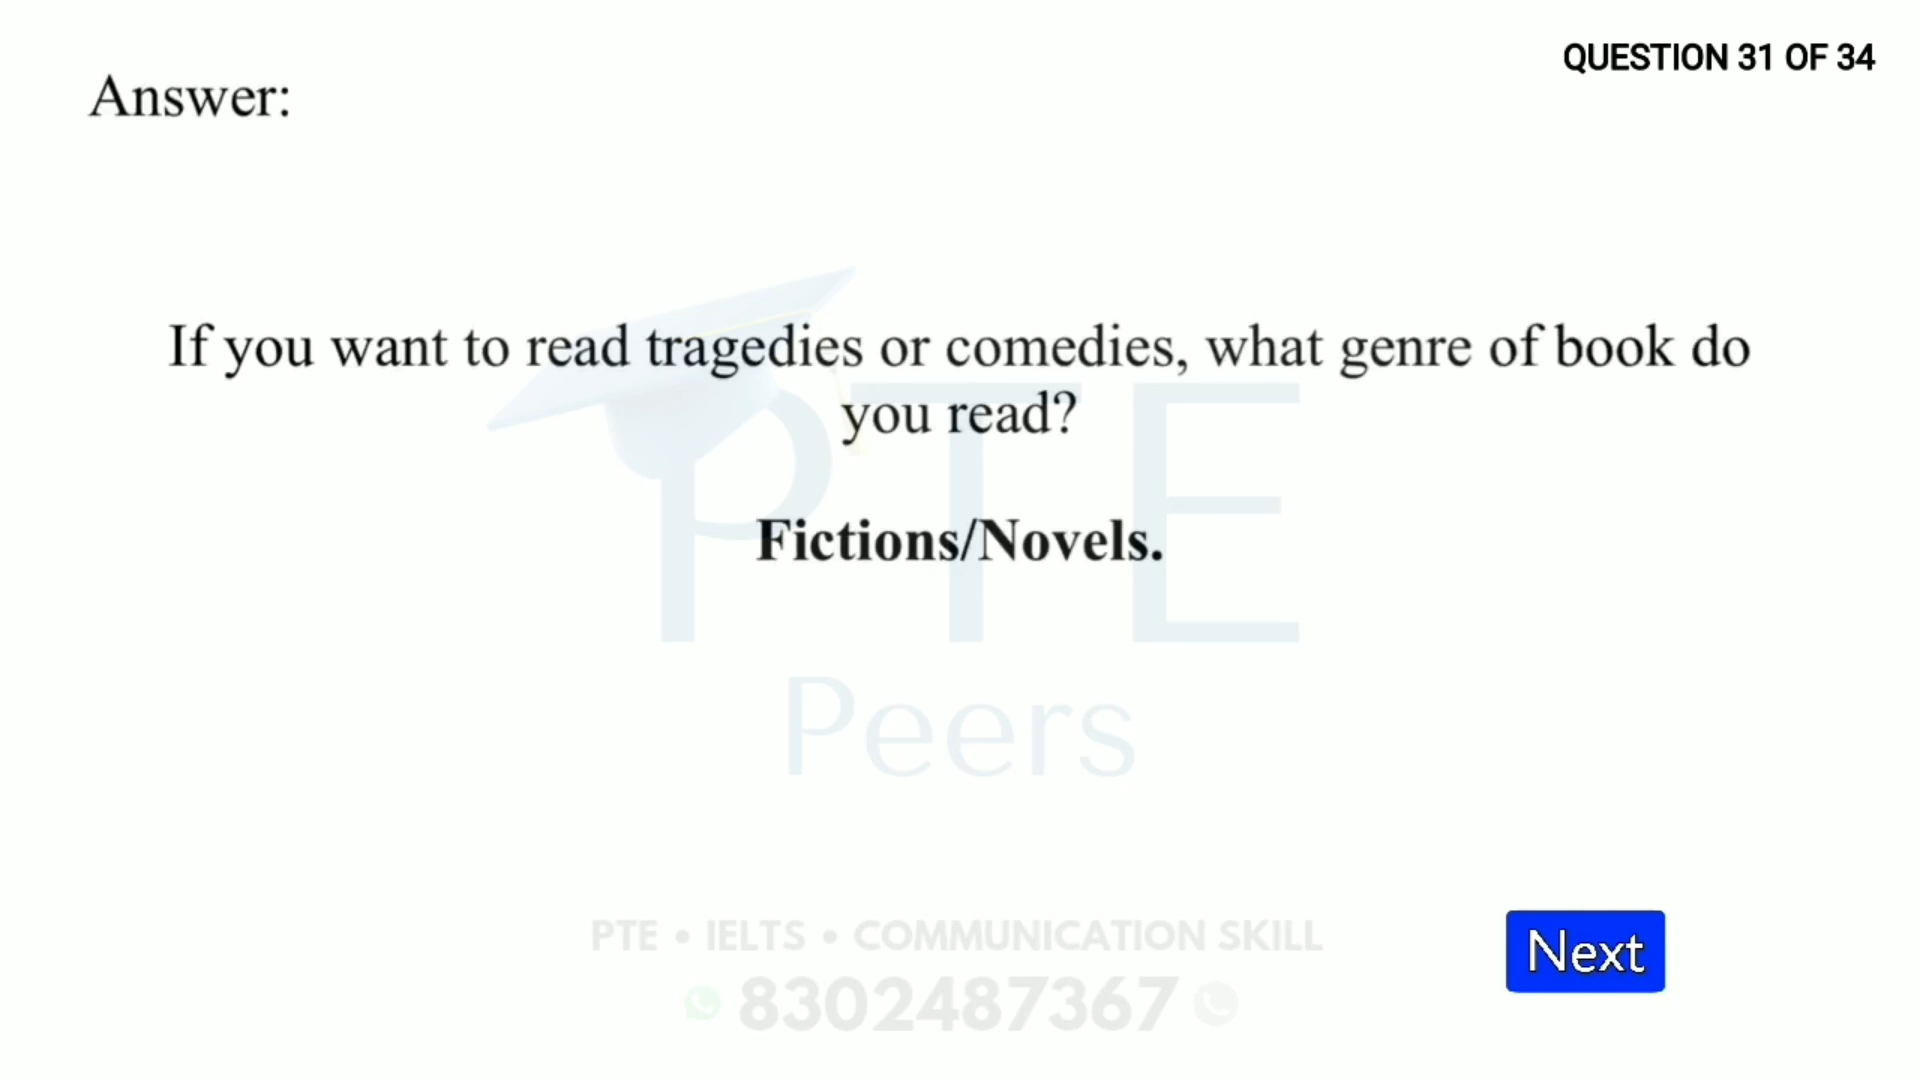 QUESTION 31 OF 34
Answer:
If you want to read tragedies or comedies, what genre of book do
you read?
Fictions/Novels.
PTE
Peers
PTE • IELTS • COMMUNICATION SKILL
8302487367
Next